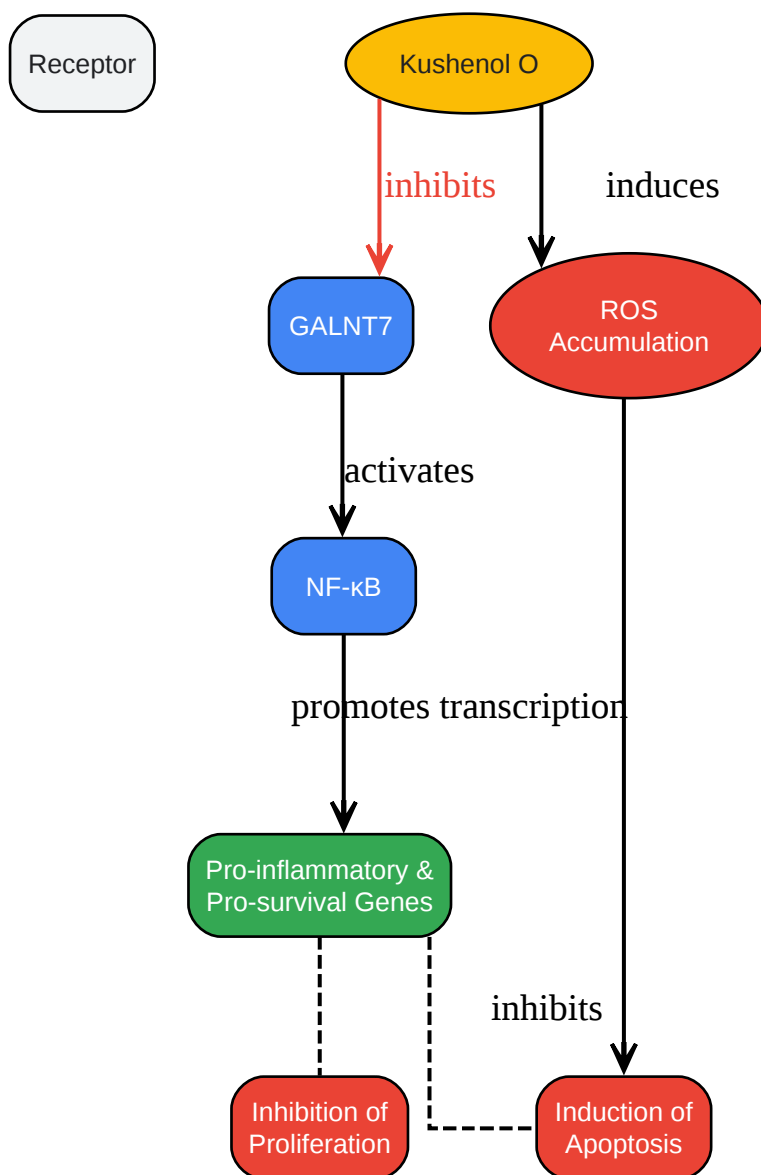 Receptor
Kushenol O
inhibits
induces
GALNT7
ROS
Accumulation
activates
NF-κB
promotes transcription
Pro-inflammatory &
Pro-survival Genes
inhibits
Inhibition of
Proliferation
Induction of
Apoptosis